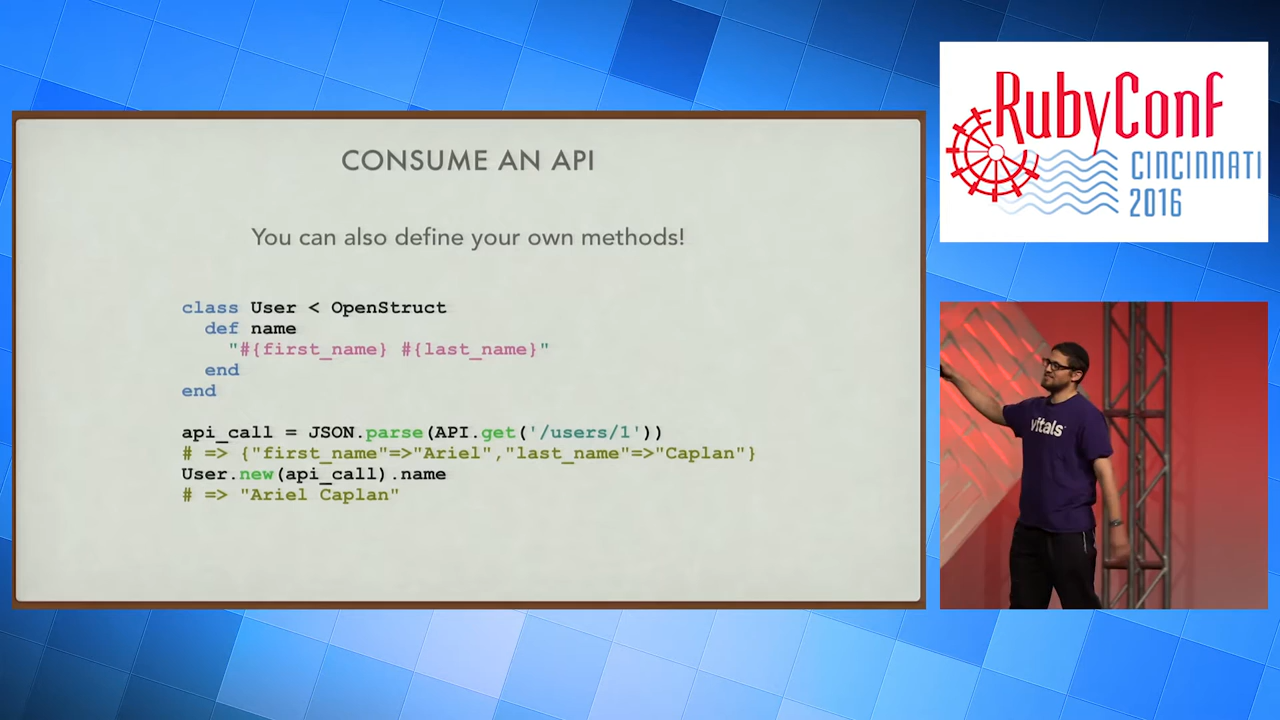 CONSUME AN API
You can also define your own methods!
class User < OpenStruct
  def name
    "#{first_name} #{last_name}"
  end
end
api_call = JSON.parse(API.get('/users/1'))
# => {"first_name"=>"Ariel","last_name"=>"Caplan"}
User.new(api_call).name
# => "Ariel Caplan"
RubyConf
CINCINNATI
2016
vitals